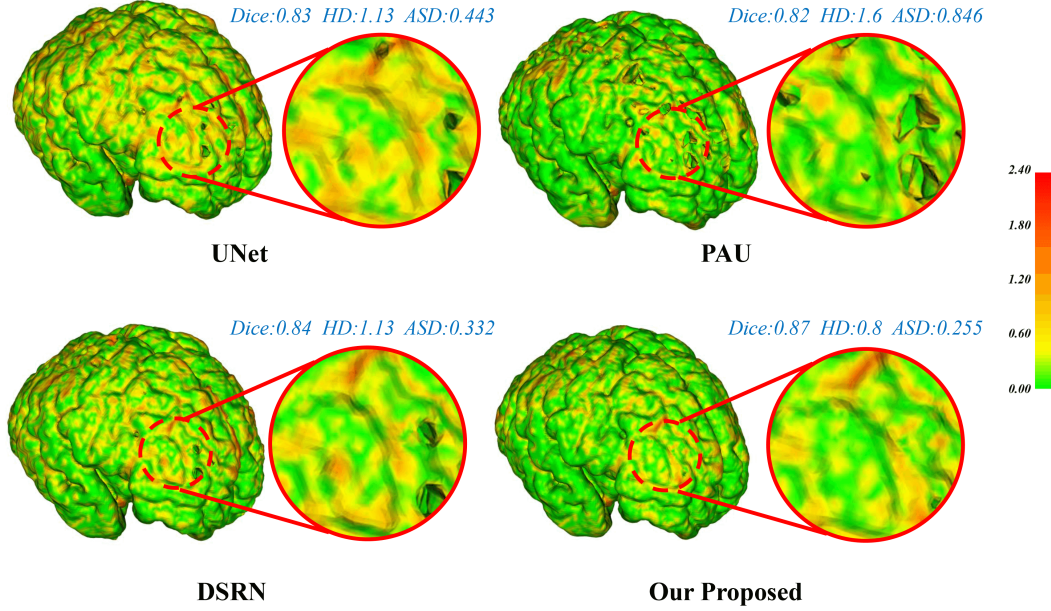 Dice:0.83 HD:1.13 ASD:0.443
Dice:0.82 HD:1.6 ASD:0.846
UNet
PAU
2.40
1.80
1.20
0.60
0.00
Dice:0.84 HD:1.13 ASD:0.332
Dice:0.87 HD:0.8 ASD:0.255
DSRN
Our Proposed